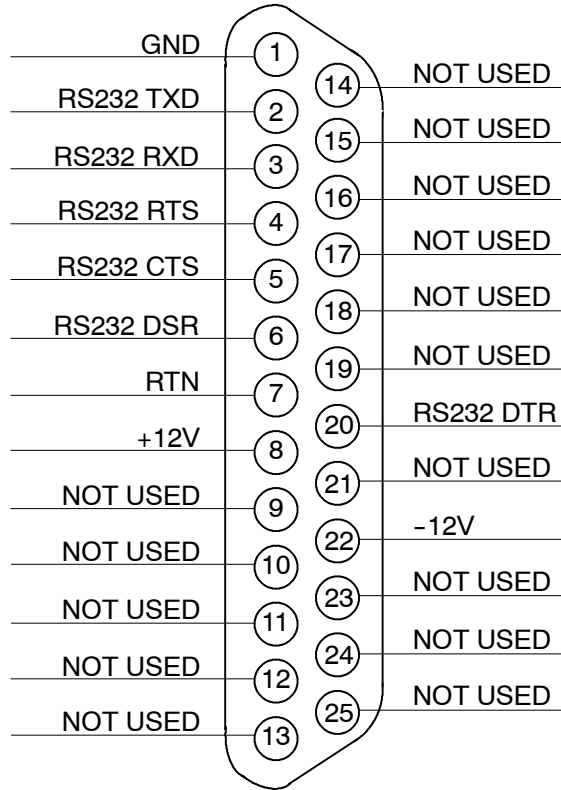 GND 1
14 NOT USED
RS232 TXD 2
15 NOT USED
RS232 RXD 3
16 NOT USED
RS232 RTS 4
17 NOT USED
RS232 CTS 5
18 NOT USED
RS232 DSR 6
19 NOT USED
RTN 7
20 RS232 DTR
+12V 8
21 NOT USED
NOT USED 9
22 –12V
NOT USED 10
23 NOT USED
NOT USED 11
24 NOT USED
NOT USED 12
25 NOT USED
NOT USED 13